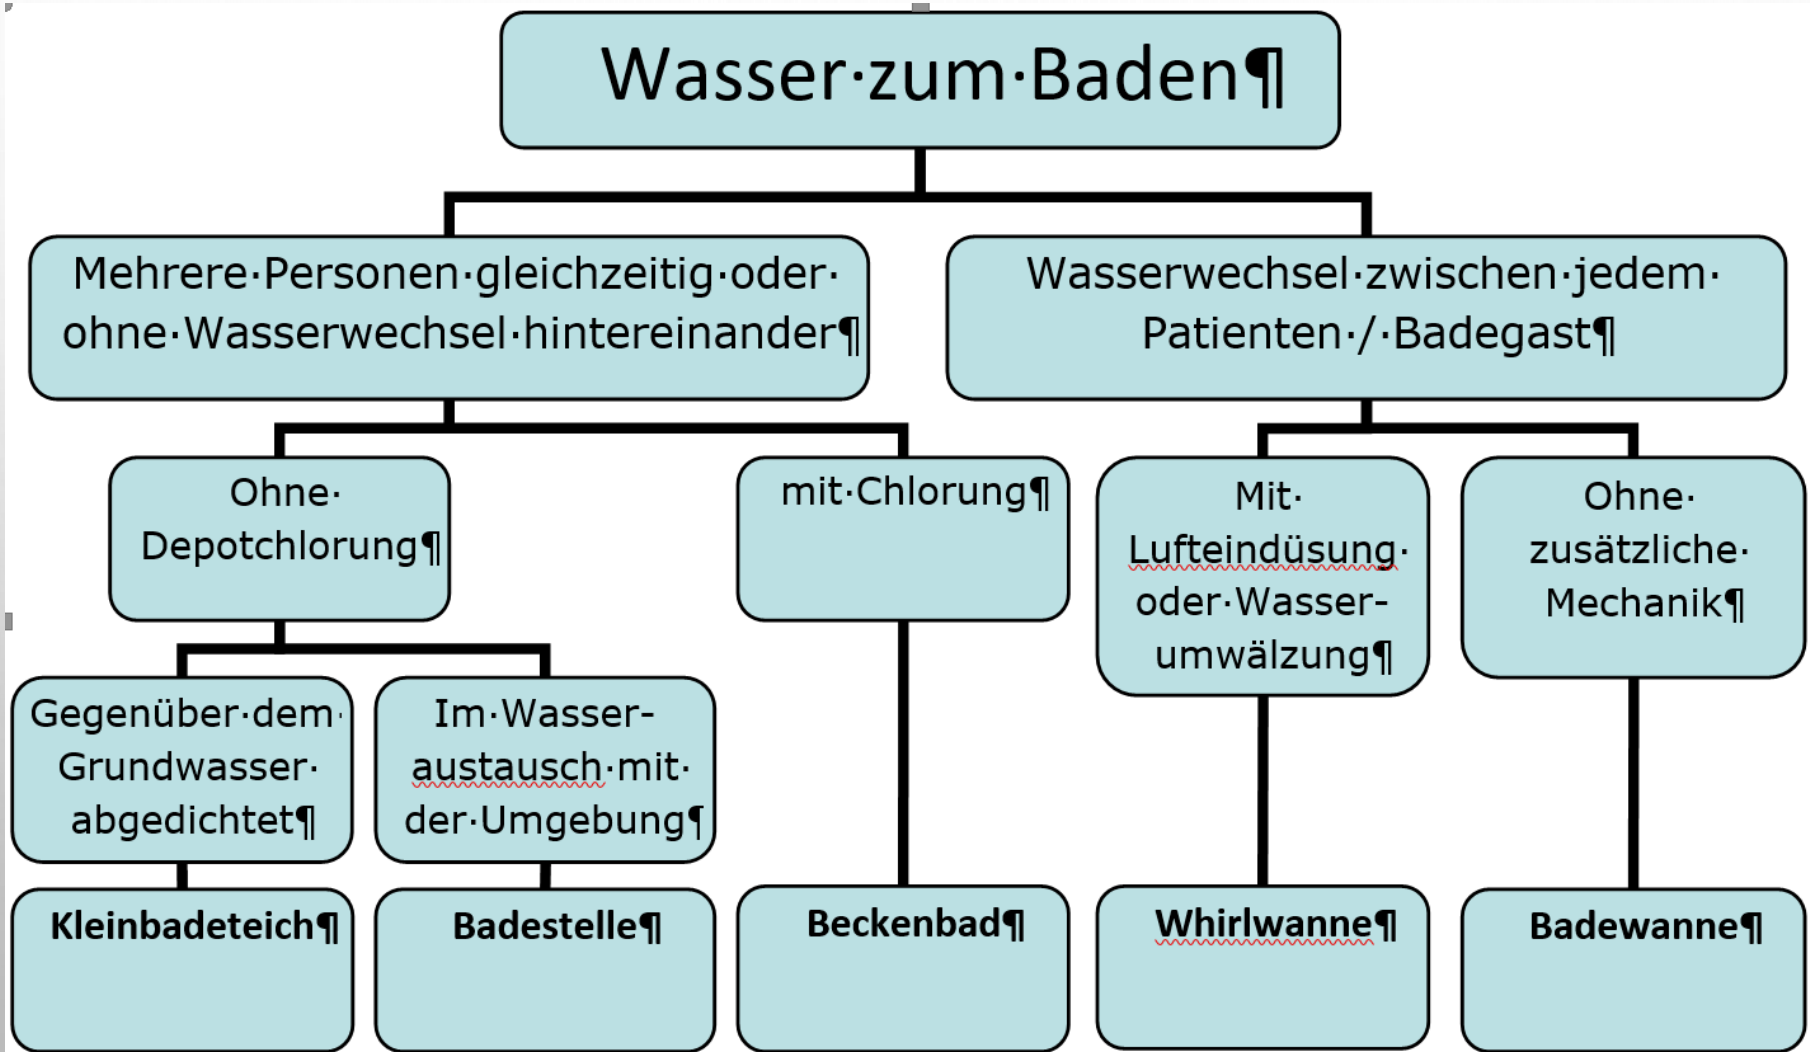 Wasser·zum·Baden¶
Mehrere·Personen·gleichzeitig·oder·
ohne·Wasserwechsel·hintereinander¶
Wasserwechsel·zwischen·jedem·
Patienten·/·Badegast¶
Ohne·
Depotchlorung¶
mit·Chlorung¶
Mit·
Lufteindüsung·
oder·Wasser-
umwälzung¶
Ohne·
zusätzliche·
Mechanik¶
Gegenüber·dem·
Grundwasser·
abgedichtet¶
Im·Wasser-
austausch·mit·
der·Umgebung¶
Kleinbadeteich¶
Badestelle¶
Beckenbad¶
Whirlwanne¶
Badewanne¶